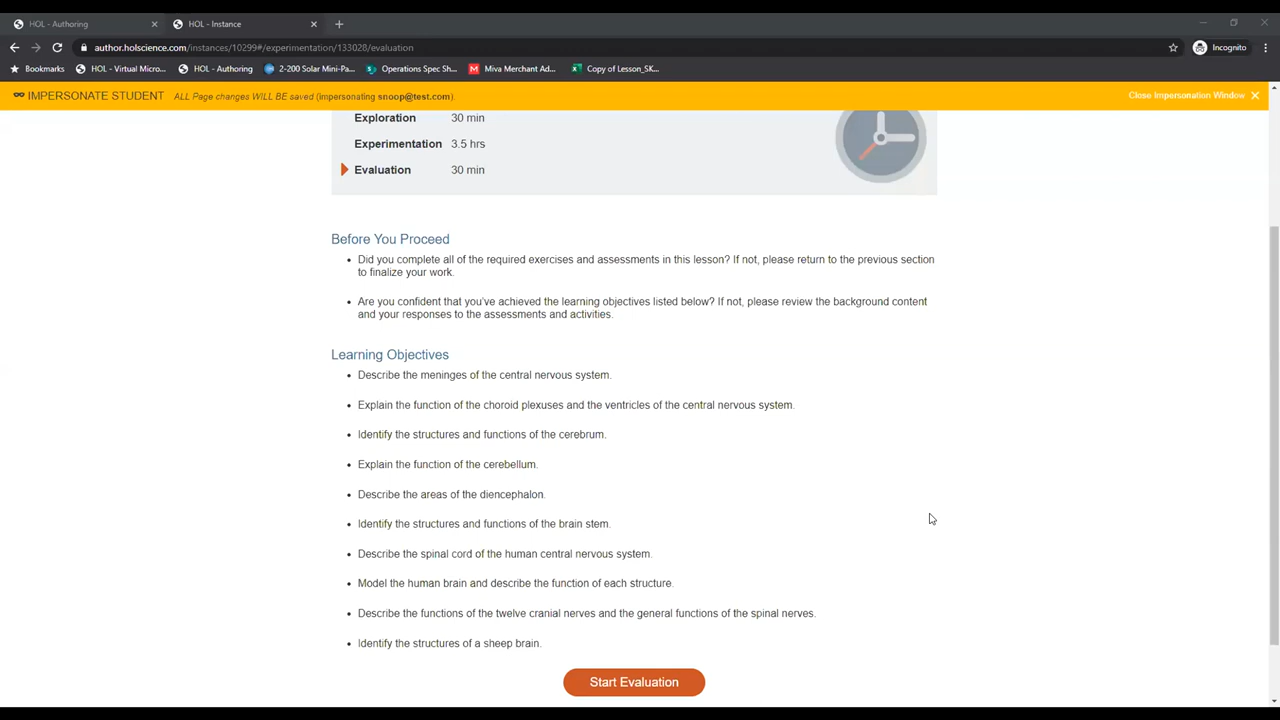 HOL - Authoring
HOL - Instance
author.holscience.com/instances/10299#/experimentation/133028/evaluation
Incognito
Bookmarks
HOL - Virtual Micro...
HOL - Authoring
2-200 Solar Mini-Pa...
Operations Spec Sh...
Miva Merchant Ad...
Copy of Lesson_SK...
IMPERSONATE STUDENT ALL Page changes WILL BE saved (impersonating snoop@test.com).
Close Impersonation Window
Exploration 30 min
Experimentation 3.5 hrs
Evaluation 30 min
Before You Proceed
• Did you complete all of the required exercises and assessments in this lesson? If not, please return to the previous section
to finalize your work.
• Are you confident that you've achieved the learning objectives listed below? If not, please review the background content
and your responses to the assessments and activities.
Learning Objectives
• Describe the meninges of the central nervous system.
• Explain the function of the choroid plexuses and the ventricles of the central nervous system.
• Identify the structures and functions of the cerebrum.
• Explain the function of the cerebellum.
• Describe the areas of the diencephalon.
• Identify the structures and functions of the brain stem.
• Describe the spinal cord of the human central nervous system.
• Model the human brain and describe the function of each structure.
• Describe the functions of the twelve cranial nerves and the general functions of the spinal nerves.
• Identify the structures of a sheep brain.
Start Evaluation